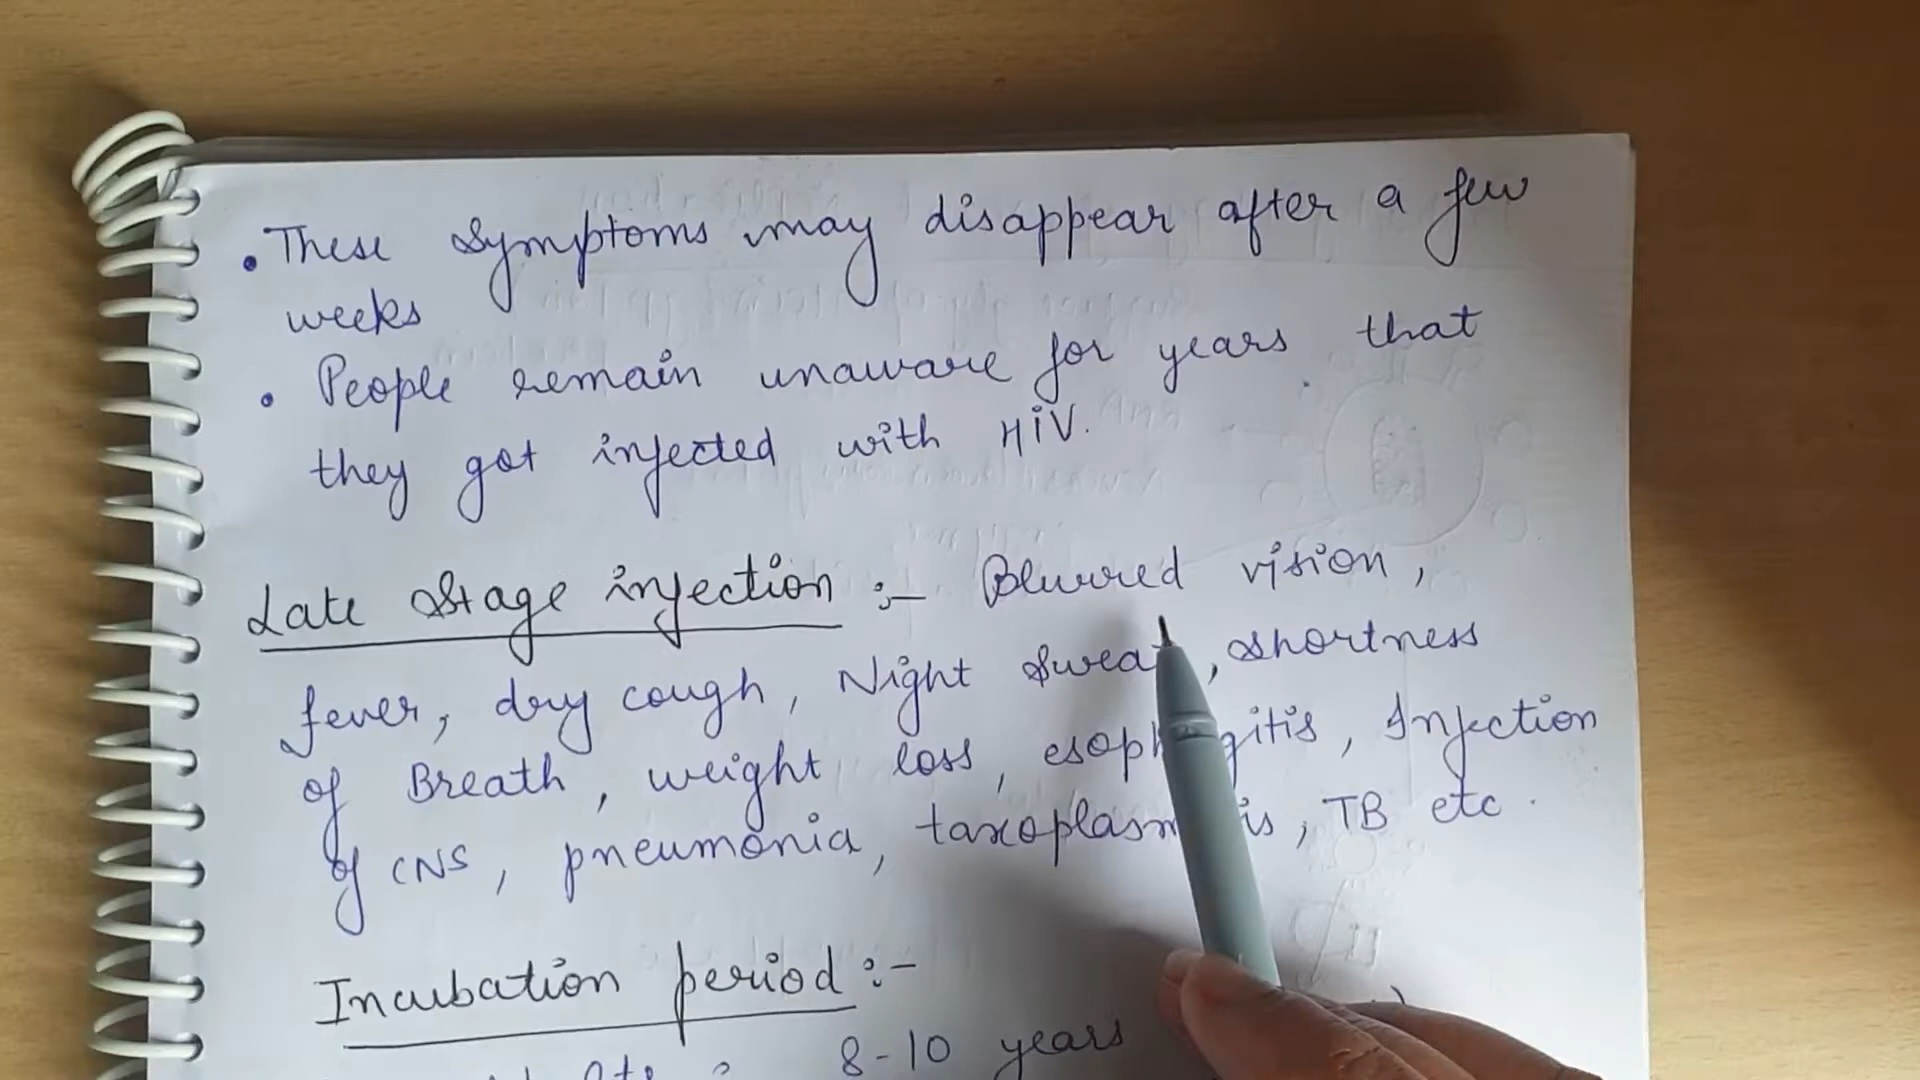 • These symptoms may disappear after a few
weeks
• People remain unaware for years that
they got infected with HiV.
Late stage infection :- Blurred vision,
fever, dry cough, Night sweat, shortness
of Breath, weight loss, esophagitis, Infection
of CNS, pneumonia, taxoplasmosis, TB etc.
Incubation period :-
8-10 years